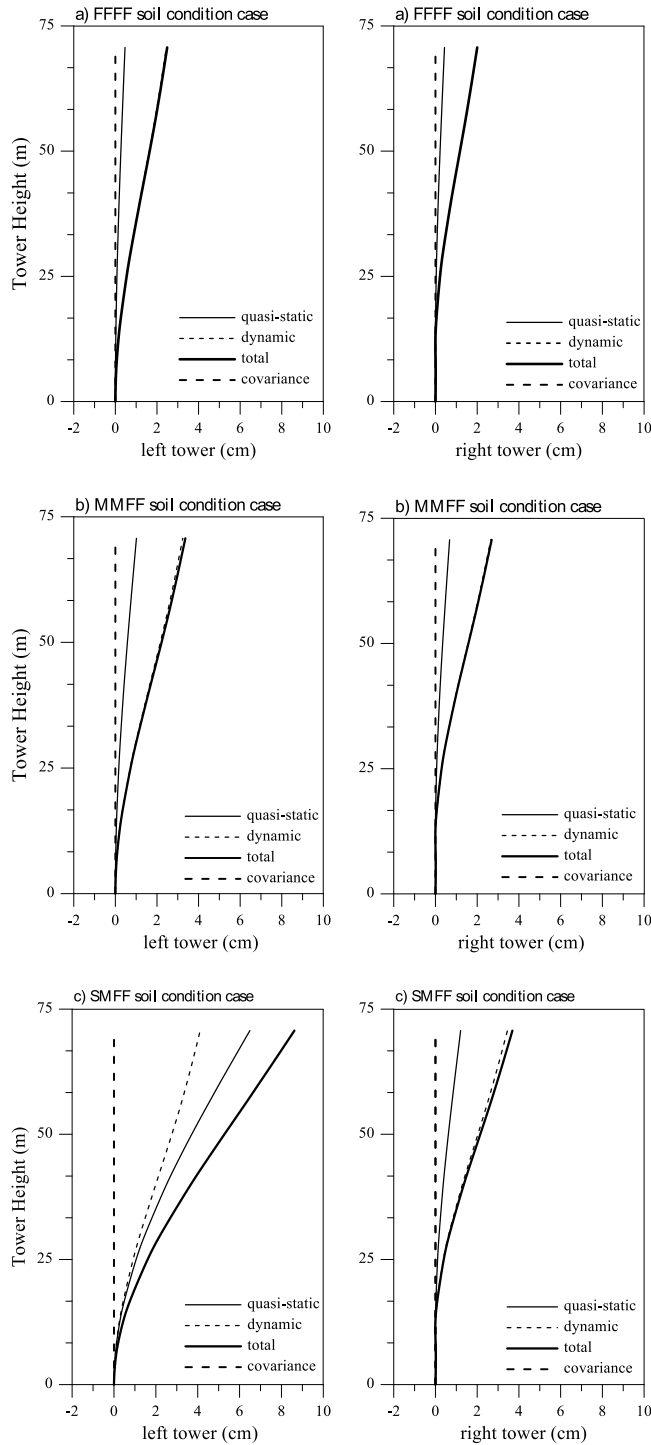 a) FFFF soil condition case
75
50
25
0
Tower Height (m)
quasi-static
dynamic
total
covariance
-2 0 2 4 6 8 10
left tower (cm)
a) FFFF soil condition case
75
50
25
0
quasi-static
dynamic
total
covariance
-2 0 2 4 6 8 10
right tower (cm)
b) MMFF soil condition case
75
50
25
0
Tower Height (m)
quasi-static
dynamic
total
covariance
-2 0 2 4 6 8 10
left tower (cm)
b) MMFF soil condition case
75
50
25
0
quasi-static
dynamic
total
covariance
-2 0 2 4 6 8 10
right tower (cm)
c) SMFF soil condition case
75
50
25
0
Tower Height (m)
quasi-static
dynamic
total
covariance
-2 0 2 4 6 8 10
left tower (cm)
c) SMFF soil condition case
75
50
25
0
quasi-static
dynamic
total
covariance
-2 0 2 4 6 8 10
right tower (cm)